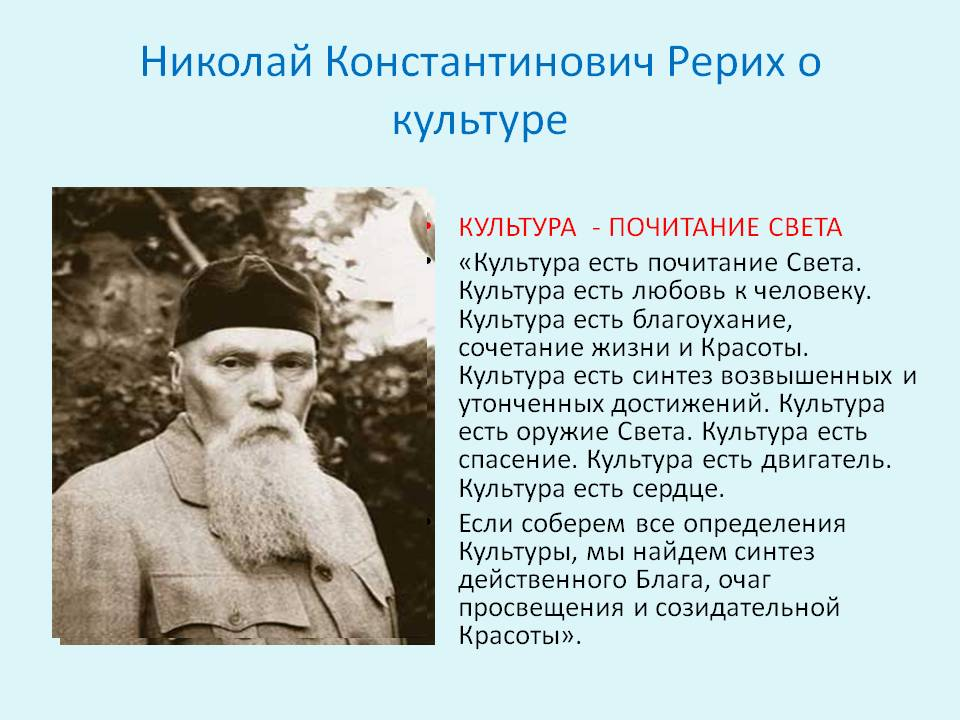 Николай Константинович Рерих о
культуре
КУЛЬТУРА - ПОЧИТАНИЕ СВЕТА
«Культура есть почитание Света.
Культура есть любовь к человеку.
Культура есть благоухание,
сочетание жизни и Красоты.
Культура есть синтез возвышенных и
утонченных достижений. Культура
есть оружие Света. Культура есть
спасение. Культура есть двигатель.
Культура есть сердце.
Если соберем все определения
Культуры, мы найдем синтез
действенного Блага, очаг
просвещения и созидательной
Красоты».